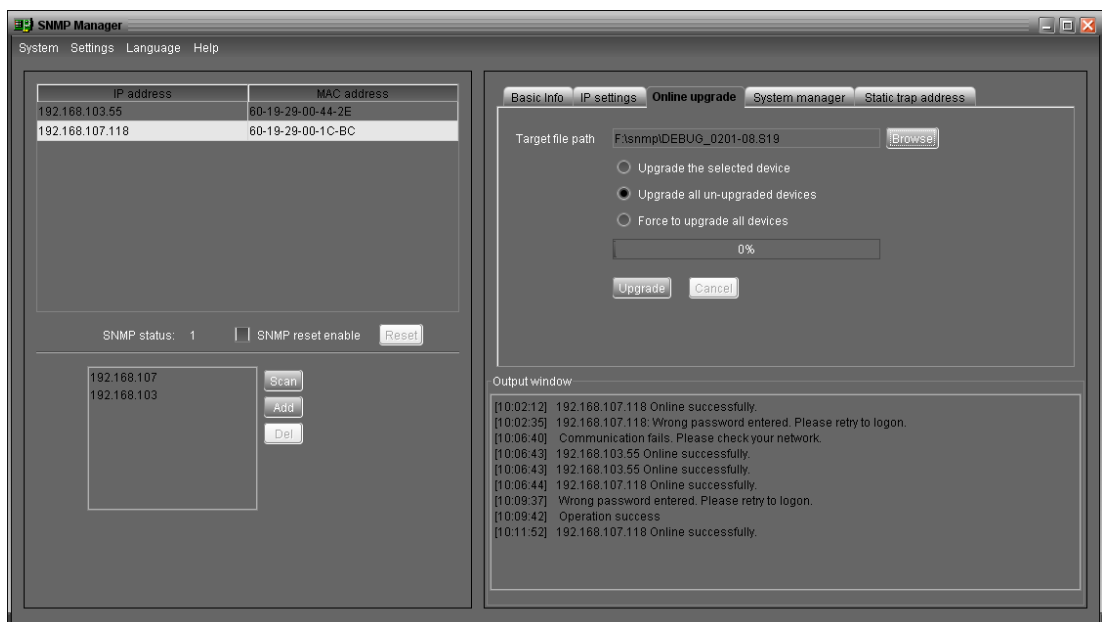 SNMP Manager
System Settings Language Help
IP address MAC address
192.168.103.55 60-19-29-00-44-2E
192.168.107.118 60-19-29-00-1C-BC
SNMP status: 1 SNMP reset enable Reset
192.168.107
192.168.103
Scan
Add
Del
Basic Info IP settings Online upgrade System manager Static trap address
Target file path F:\snmp\DEBUG_0201-08.S19 Browse
Upgrade the selected device
Upgrade all un-upgraded devices
Force to upgrade all devices
0%
Upgrade Cancel
Output window
[10:02:12] 192.168.107.118 Online successfully.
[10:02:35] 192.168.107.118: Wrong password entered. Please retry to logon.
[10:06:40] Communication fails. Please check your network.
[10:06:43] 192.168.103.55 Online successfully.
[10:06:43] 192.168.103.55 Online successfully.
[10:06:44] 192.168.107.118 Online successfully.
[10:09:37] Wrong password entered. Please retry to logon.
[10:09:42] Operation success
[10:11:52] 192.168.107.118 Online successfully.